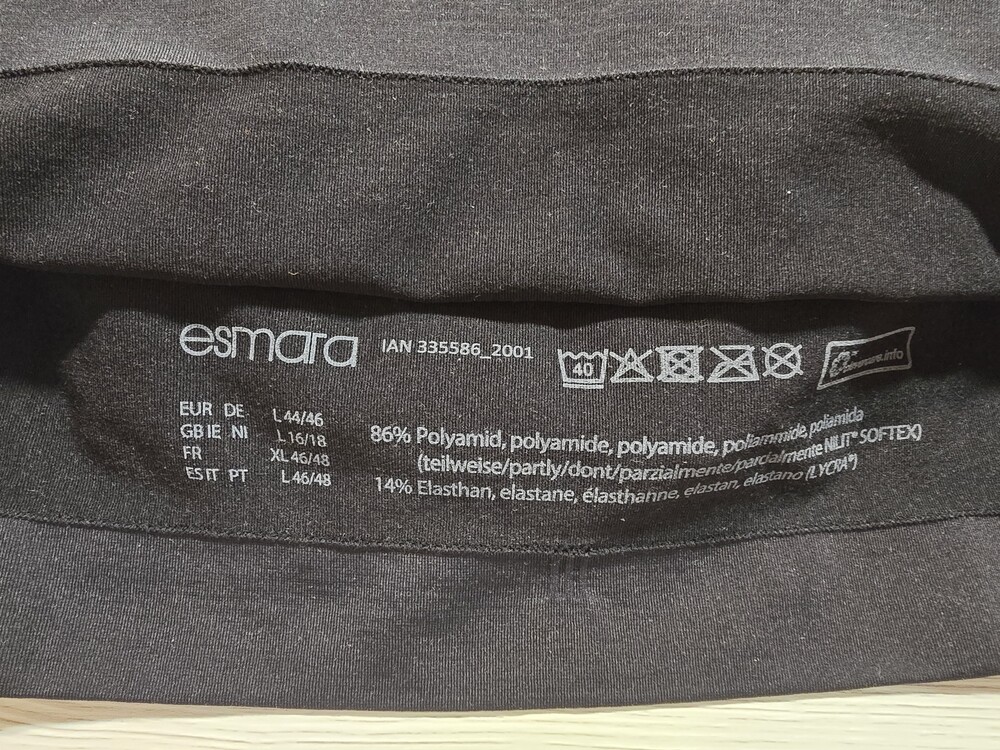 esmara
IAN 335586_2001
40
EUR DE L 44/46
GB IE NI L 16/18
FR XL 46/48
ES IT PT L 46/48
86% Polyamid, polyamide, polyamide, poliammide, poliamida
(teilweise/partly/dont/parzialmente/parcialmente NILIT® SOFTEX)
14% Elasthan, elastane, élasthanne, elastan, elastano (LYCRA®)